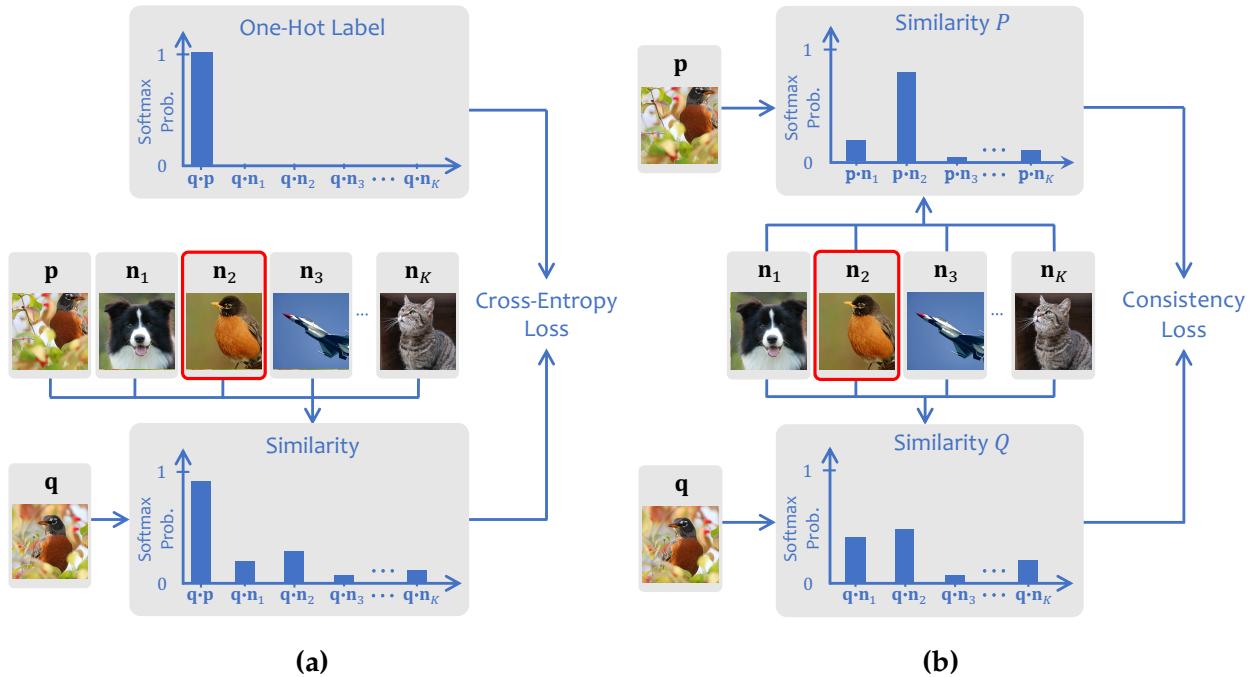 One-Hot Label
Softmax
Prob.
1
0
q·p q·n1 q·n2 q·n3 ··· q·nK
p n1 n2 n3 ... nK
Cross-Entropy
Loss
Similarity
q
Softmax
Prob.
1
0
q·p q·n1 q·n2 q·n3 ··· q·nK
(a)
Similarity P
p
Softmax
Prob.
1
0
p·n1 p·n2 p·n3 ··· p·nK
n1 n2 n3 ... nK
Consistency
Loss
Similarity Q
q
Softmax
Prob.
1
0
q·n1 q·n2 q·n3 ··· q·nK
(b)